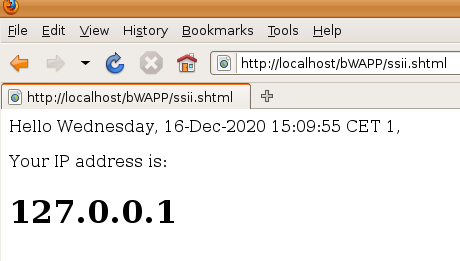 File Edit View History Bookmarks Tools Help
http://localhost/bWAPP/ssii.shtml
http://localhost/bWAPP/ssii.shtml
Hello Wednesday, 16-Dec-2020 15:09:55 CET 1,
Your IP address is:
127.0.0.1